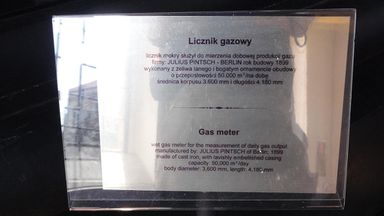 Licznik gazowy
licznik mokry służył do mierzenia dobowej produkcji gazu
firmy: JULIUS PINTSCH - BERLIN rok budowy 1899
wykonany z żeliwa lanego i bogatym ornamencie obudowy
o przepustowości 50.000 m³/na dobę
średnica korpusu 3.600 mm i długości 4.180 mm
Gas meter
wet gas meter for the measurement of daily gas output
manufactured by: JULIUS PINTSCH of Berlin, 1899
made of cast iron, with lavishly embellished casing
capacity: 50,000 m³/day
body diameter: 3,600 mm, length: 4,180 mm